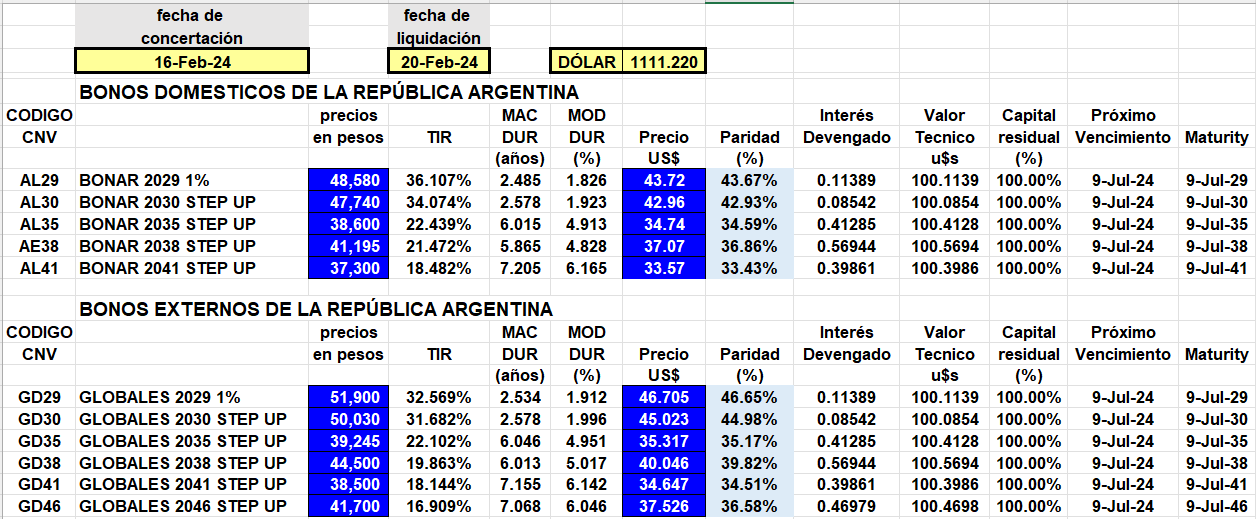 fecha de fecha de
concertación liquidación
16-Feb-24 20-Feb-24 DÓLAR 1111.220
BONOS DOMESTICOS DE LA REPÚBLICA ARGENTINA
CODIGO precios MAC MOD Interés Valor Capital Próximo
CNV en pesos TIR DUR DUR Precio Paridad Devengado Tecnico residual Vencimiento Maturity
(años) (%) US$ (%) u$s (%)
AL29 BONAR 2029 1% 48,580 36.107% 2.485 1.826 43.72 43.67% 0.11389 100.1139 100.00% 9-Jul-24 9-Jul-29
AL30 BONAR 2030 STEP UP 47,740 34.074% 2.578 1.923 42.96 42.93% 0.08542 100.0854 100.00% 9-Jul-24 9-Jul-30
AL35 BONAR 2035 STEP UP 38,600 22.439% 6.015 4.913 34.74 34.59% 0.41285 100.4128 100.00% 9-Jul-24 9-Jul-35
AE38 BONAR 2038 STEP UP 41,195 21.472% 5.865 4.828 37.07 36.86% 0.56944 100.5694 100.00% 9-Jul-24 9-Jul-38
AL41 BONAR 2041 STEP UP 37,300 18.482% 7.205 6.165 33.57 33.43% 0.39861 100.3986 100.00% 9-Jul-24 9-Jul-41
BONOS EXTERNOS DE LA REPÚBLICA ARGENTINA
CODIGO precios MAC MOD Interés Valor Capital Próximo
CNV en pesos TIR DUR DUR Precio Paridad Devengado Tecnico residual Vencimiento Maturity
(años) (%) US$ (%) u$s (%)
GD29 GLOBALES 2029 1% 51,900 32.569% 2.534 1.912 46.705 46.65% 0.11389 100.1139 100.00% 9-Jul-24 9-Jul-29
GD30 GLOBALES 2030 STEP UP 50,030 31.682% 2.578 1.996 45.023 44.98% 0.08542 100.0854 100.00% 9-Jul-24 9-Jul-30
GD35 GLOBALES 2035 STEP UP 39,245 22.102% 6.046 4.951 35.317 35.17% 0.41285 100.4128 100.00% 9-Jul-24 9-Jul-35
GD38 GLOBALES 2038 STEP UP 44,500 19.863% 6.013 5.017 40.046 39.82% 0.56944 100.5694 100.00% 9-Jul-24 9-Jul-38
GD41 GLOBALES 2041 STEP UP 38,500 18.144% 7.155 6.142 34.647 34.51% 0.39861 100.3986 100.00% 9-Jul-24 9-Jul-41
GD46 GLOBALES 2046 STEP UP 41,700 16.909% 7.068 6.046 37.526 36.58% 0.46979 100.4698 100.00% 9-Jul-24 9-Jul-46